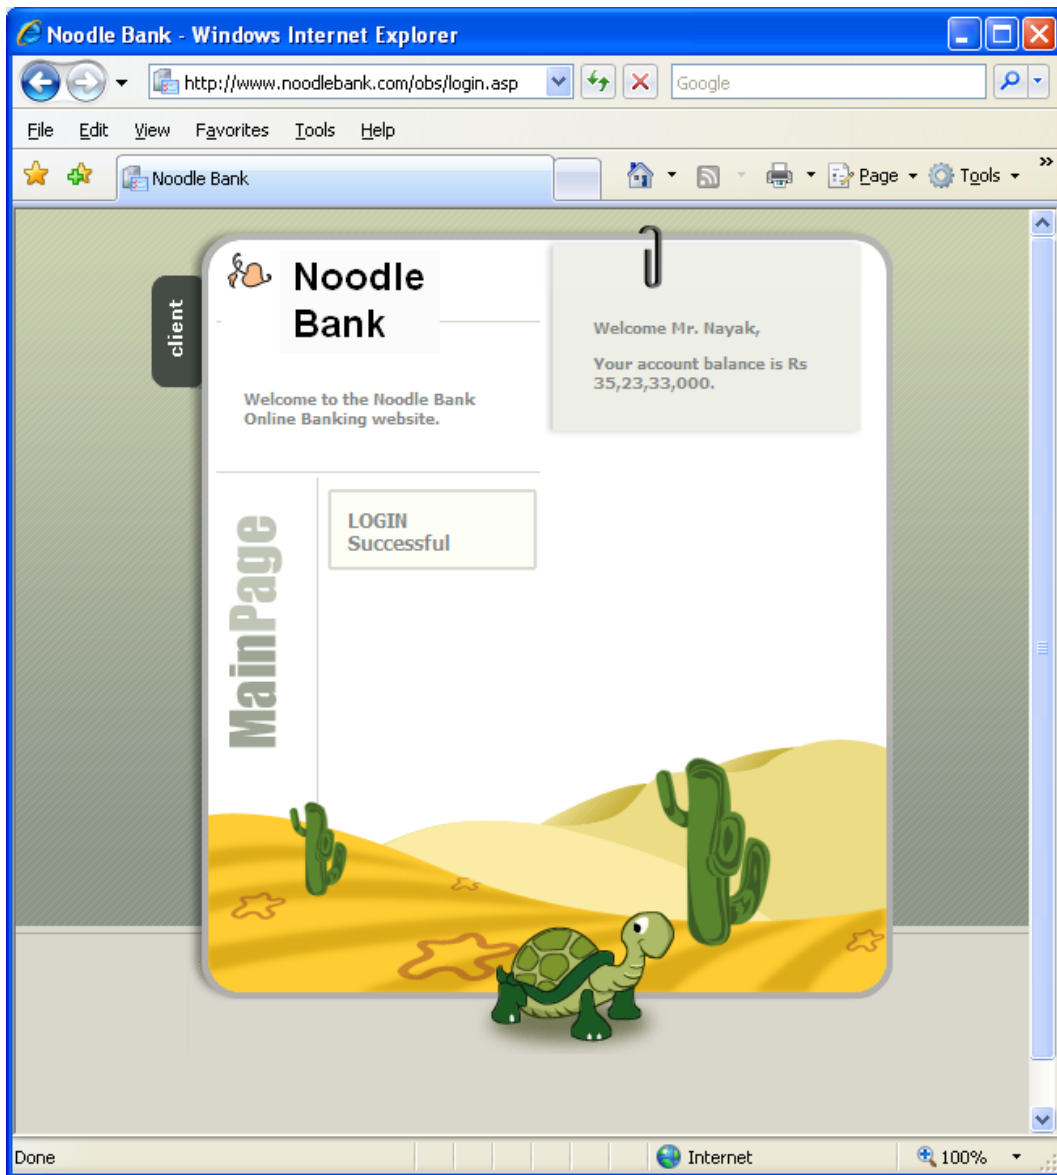 Noodle Bank - Windows Internet Explorer
http://www.noodlebank.com/obs/login.asp
Google
File Edit View Favorites Tools Help
Noodle Bank
Page
Tools
»
client
Noodle
Bank
Welcome to the Noodle Bank
Online Banking website.
Welcome Mr. Nayak,
Your account balance is Rs
35,23,33,000.
MainPage
LOGIN
Successful
Done
Internet
100%